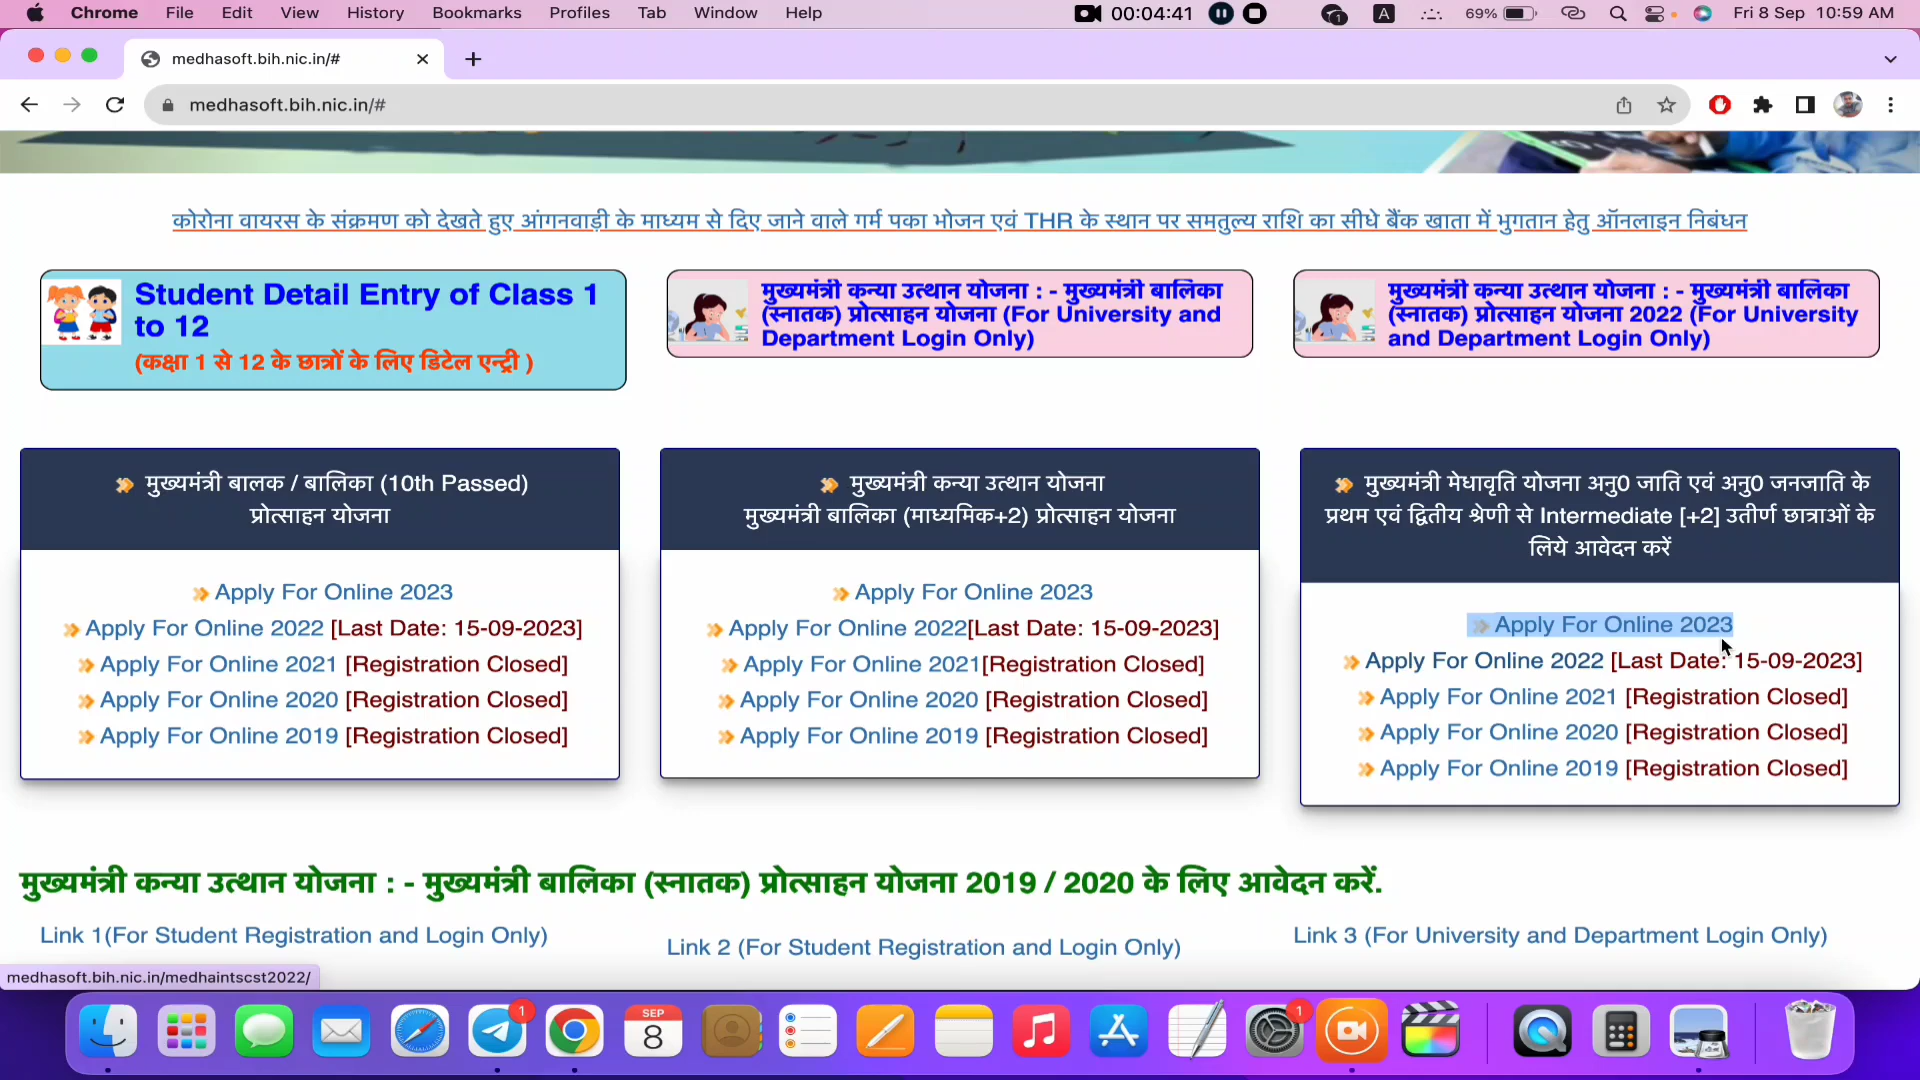 Chrome File Edit View History Bookmarks Profiles Tab Window Help 00:04:41 1 A 69% Fri 8 Sep 10:59 AM
medhasoft.bih.nic.in/#
medhasoft.bih.nic.in/#
कोरोना वायरस के संक्रमण को देखते हुए आंगनवाड़ी के माध्यम से दिए जाने वाले गर्म पका भोजन एवं THR के स्थान पर समतुल्य राशि का सीधे बैंक खाता में भुगतान हेतु ऑनलाइन निबंधन
Student Detail Entry of Class 1
to 12
(कक्षा 1 से 12 के छात्रों के लिए डिटेल एन्ट्री )
मुख्यमंत्री कन्या उत्थान योजना : - मुख्यमंत्री बालिका
(स्नातक) प्रोत्साहन योजना (For University and
Department Login Only)
मुख्यमंत्री कन्या उत्थान योजना : - मुख्यमंत्री बालिका
(स्नातक) प्रोत्साहन योजना 2022 (For University
and Department Login Only)
मुख्यमंत्री बालक / बालिका (10th Passed)
प्रोत्साहन योजना
Apply For Online 2023
Apply For Online 2022 [Last Date: 15-09-2023]
Apply For Online 2021 [Registration Closed]
Apply For Online 2020 [Registration Closed]
Apply For Online 2019 [Registration Closed]
मुख्यमंत्री कन्या उत्थान योजना
मुख्यमंत्री बालिका (माध्यमिक+2) प्रोत्साहन योजना
Apply For Online 2023
Apply For Online 2022[Last Date: 15-09-2023]
Apply For Online 2021[Registration Closed]
Apply For Online 2020 [Registration Closed]
Apply For Online 2019 [Registration Closed]
मुख्यमंत्री मेधावृति योजना अनु0 जाति एवं अनु0 जनजाति के
प्रथम एवं द्वितीय श्रेणी से Intermediate [+2] उतीर्ण छात्राओं के
लिये आवेदन करें
Apply For Online 2023
Apply For Online 2022 [Last Date: 15-09-2023]
Apply For Online 2021 [Registration Closed]
Apply For Online 2020 [Registration Closed]
Apply For Online 2019 [Registration Closed]
मुख्यमंत्री कन्या उत्थान योजना : - मुख्यमंत्री बालिका (स्नातक) प्रोत्साहन योजना 2019 / 2020 के लिए आवेदन करें.
Link 1(For Student Registration and Login Only)
Link 2 (For Student Registration and Login Only)
Link 3 (For University and Department Login Only)
medhasoft.bih.nic.in/medhaintscst2022/
1
SEP
8
1